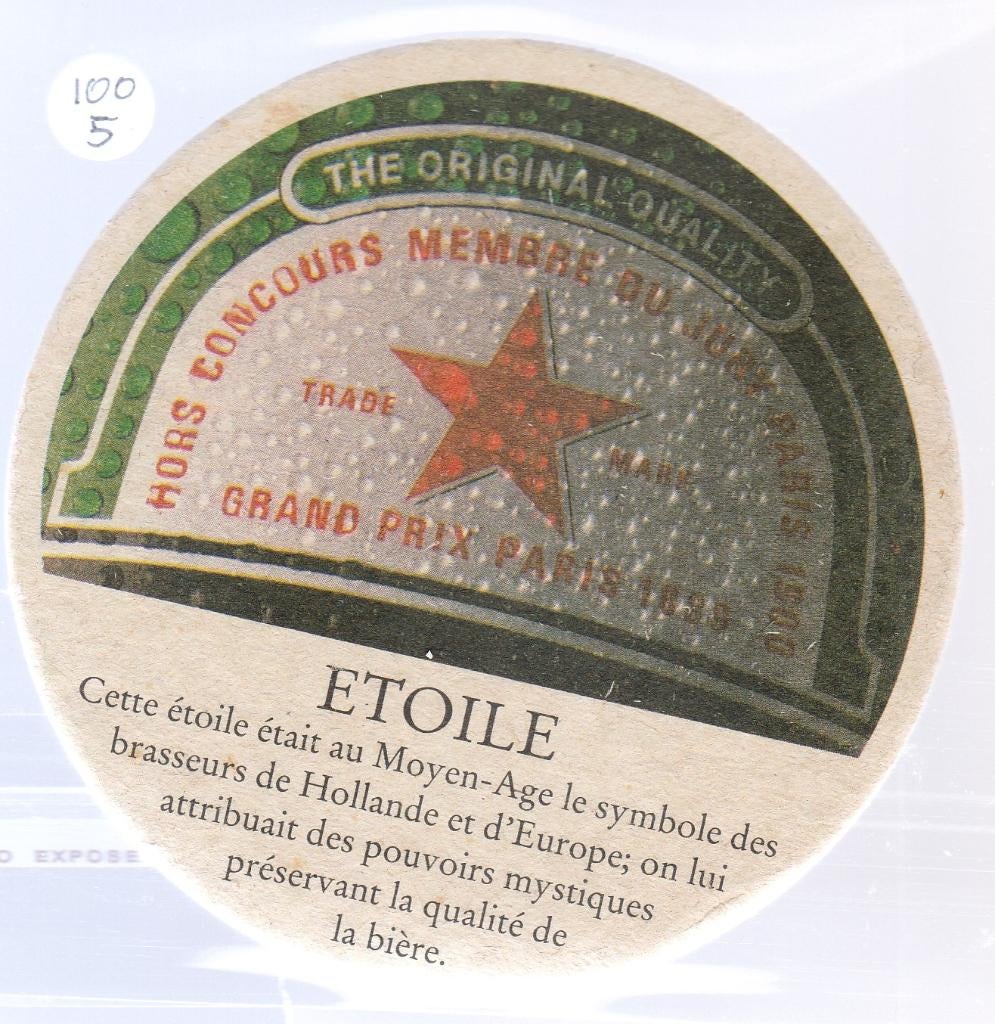 100
5
THE ORIGINAL QUALITY
HORS CONCOURS MEMBRE DU JURY PARIS 1900
TRADE MARK
GRAND PRIX PARIS 1889
ETOILE
Cette étoile était au Moyen-Age le symbole des
brasseurs de Hollande et d'Europe; on lui
attribuait des pouvoirs mystiques
préservant la qualité de
la bière.
EXPOSE